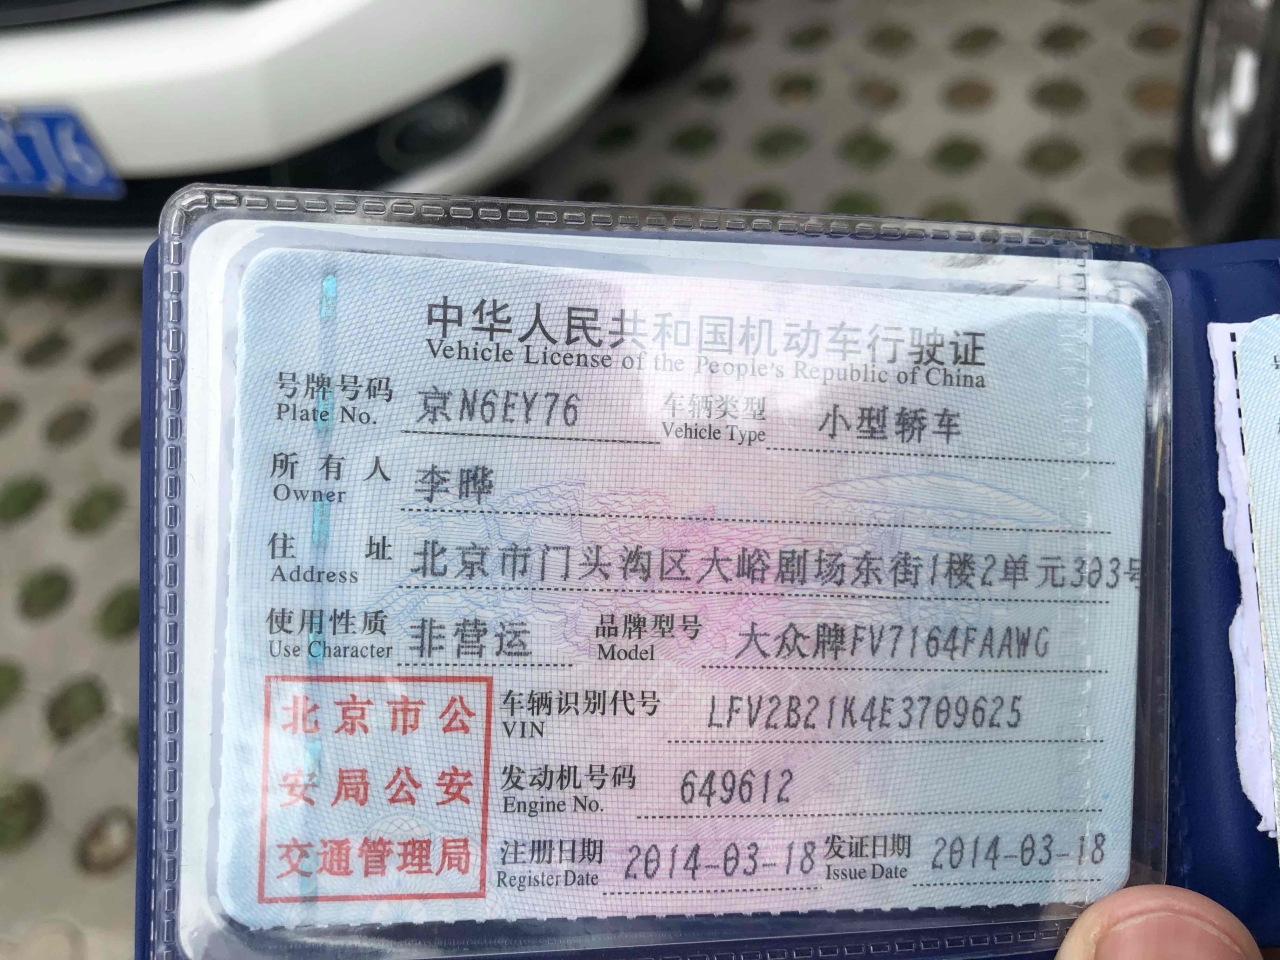 中华人民共和国机动车行驶证
Vehicle License of the People's Republic of China
号牌号码 京N6EY76 车辆类型 小型轿车
Plate No. Vehicle Type
所有人 李晔
Owner
住址 北京市门头沟区大峪剧场东街1楼2单元303号
Address
使用性质 非营运 品牌型号 大众牌FV7164FAAWG
Use Character Model
车辆识别代号 LFV2B21K4E3709625
VIN
发动机号码 649612
Engine No.
注册日期 2014-03-18 发证日期 2014-03-18
Register Date Issue Date
北京市公
安局公安
交通管理局